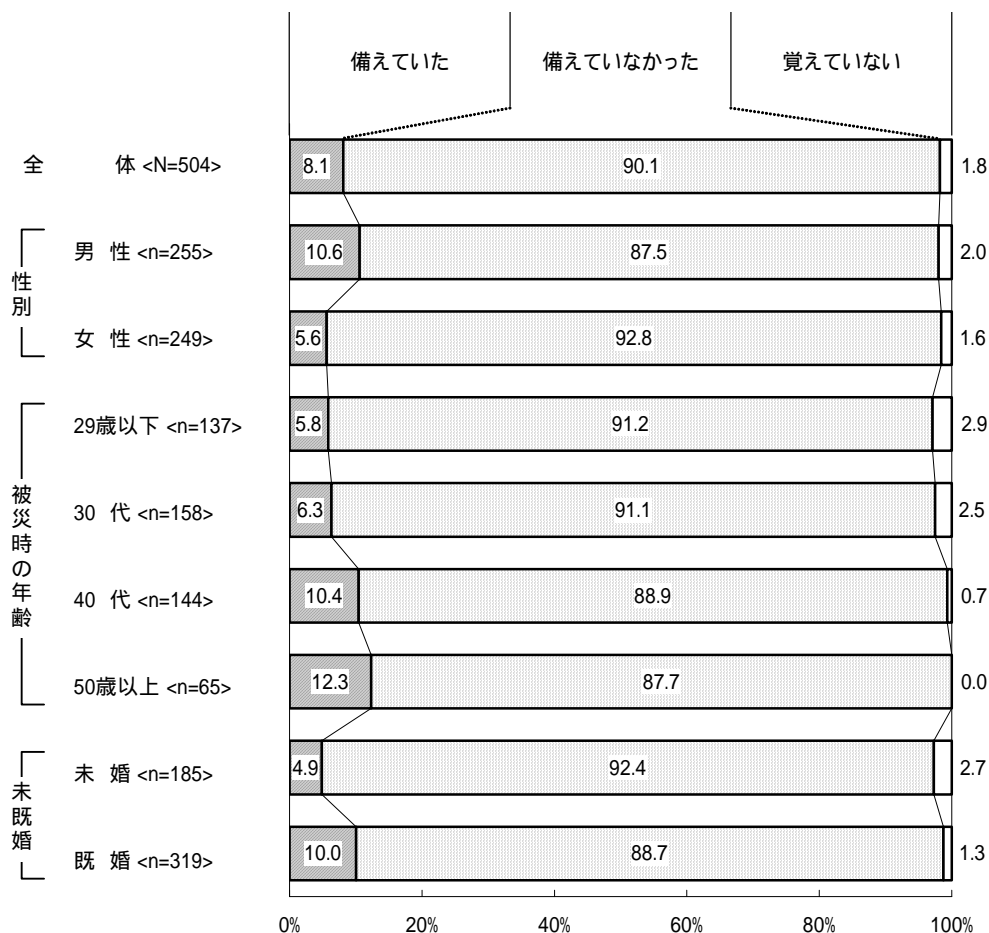 備えていた 備えていなかった 覚えていない
全 体 <N=504> 8.1 90.1 1.8
性別
男 性 <n=255> 10.6 87.5 2.0
女 性 <n=249> 5.6 92.8 1.6
被災時の年齢
29歳以下 <n=137> 5.8 91.2 2.9
30 代 <n=158> 6.3 91.1 2.5
40 代 <n=144> 10.4 88.9 0.7
50歳以上 <n=65> 12.3 87.7 0.0
未既婚
未 婚 <n=185> 4.9 92.4 2.7
既 婚 <n=319> 10.0 88.7 1.3
0% 20% 40% 60% 80% 100%